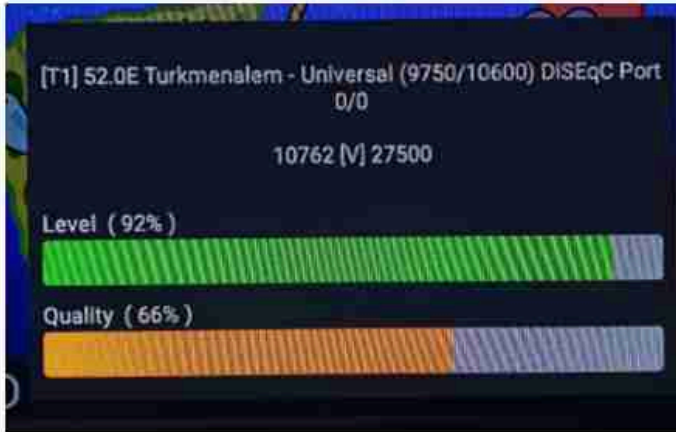 [T1] 52.0E Turkmenalem - Universal (9750/10600) DiSEqC Port
0/0
10762 [V] 27500
Level ( 92% )
Quality ( 66% )